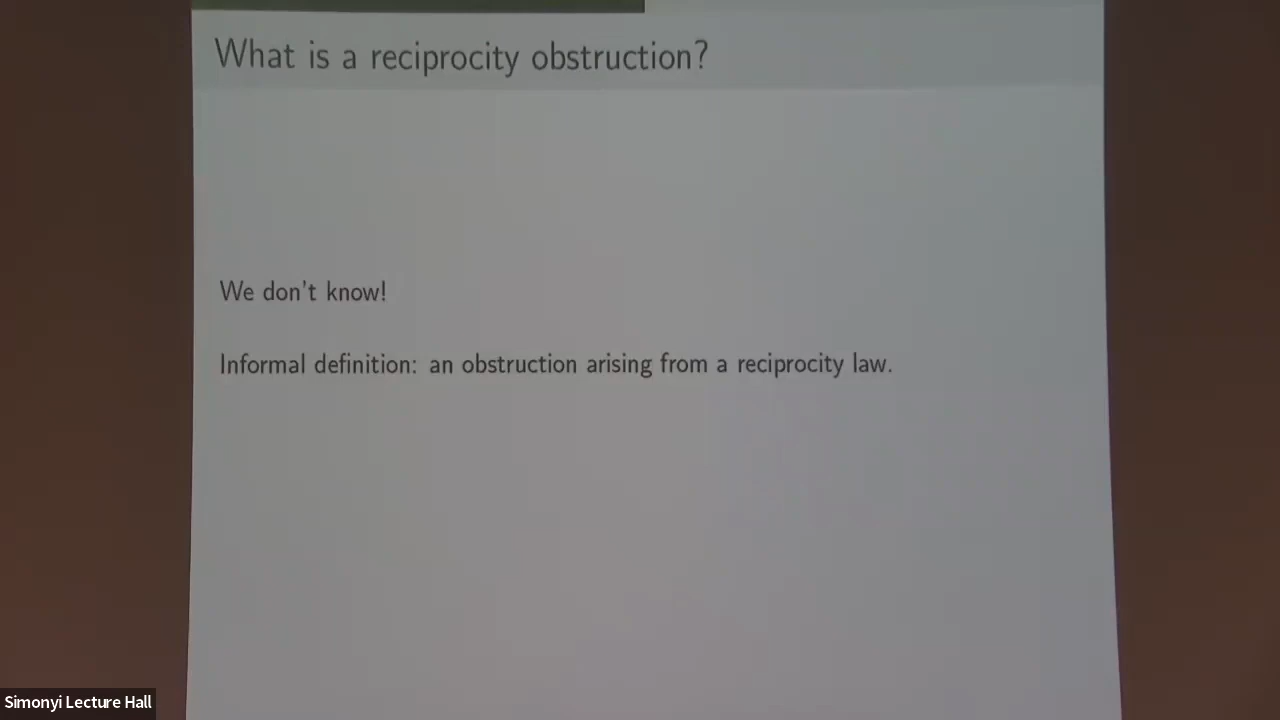 What is a reciprocity obstruction?
We don't know!
Informal definition: an obstruction arising from a reciprocity law.
Simonyi Lecture Hall